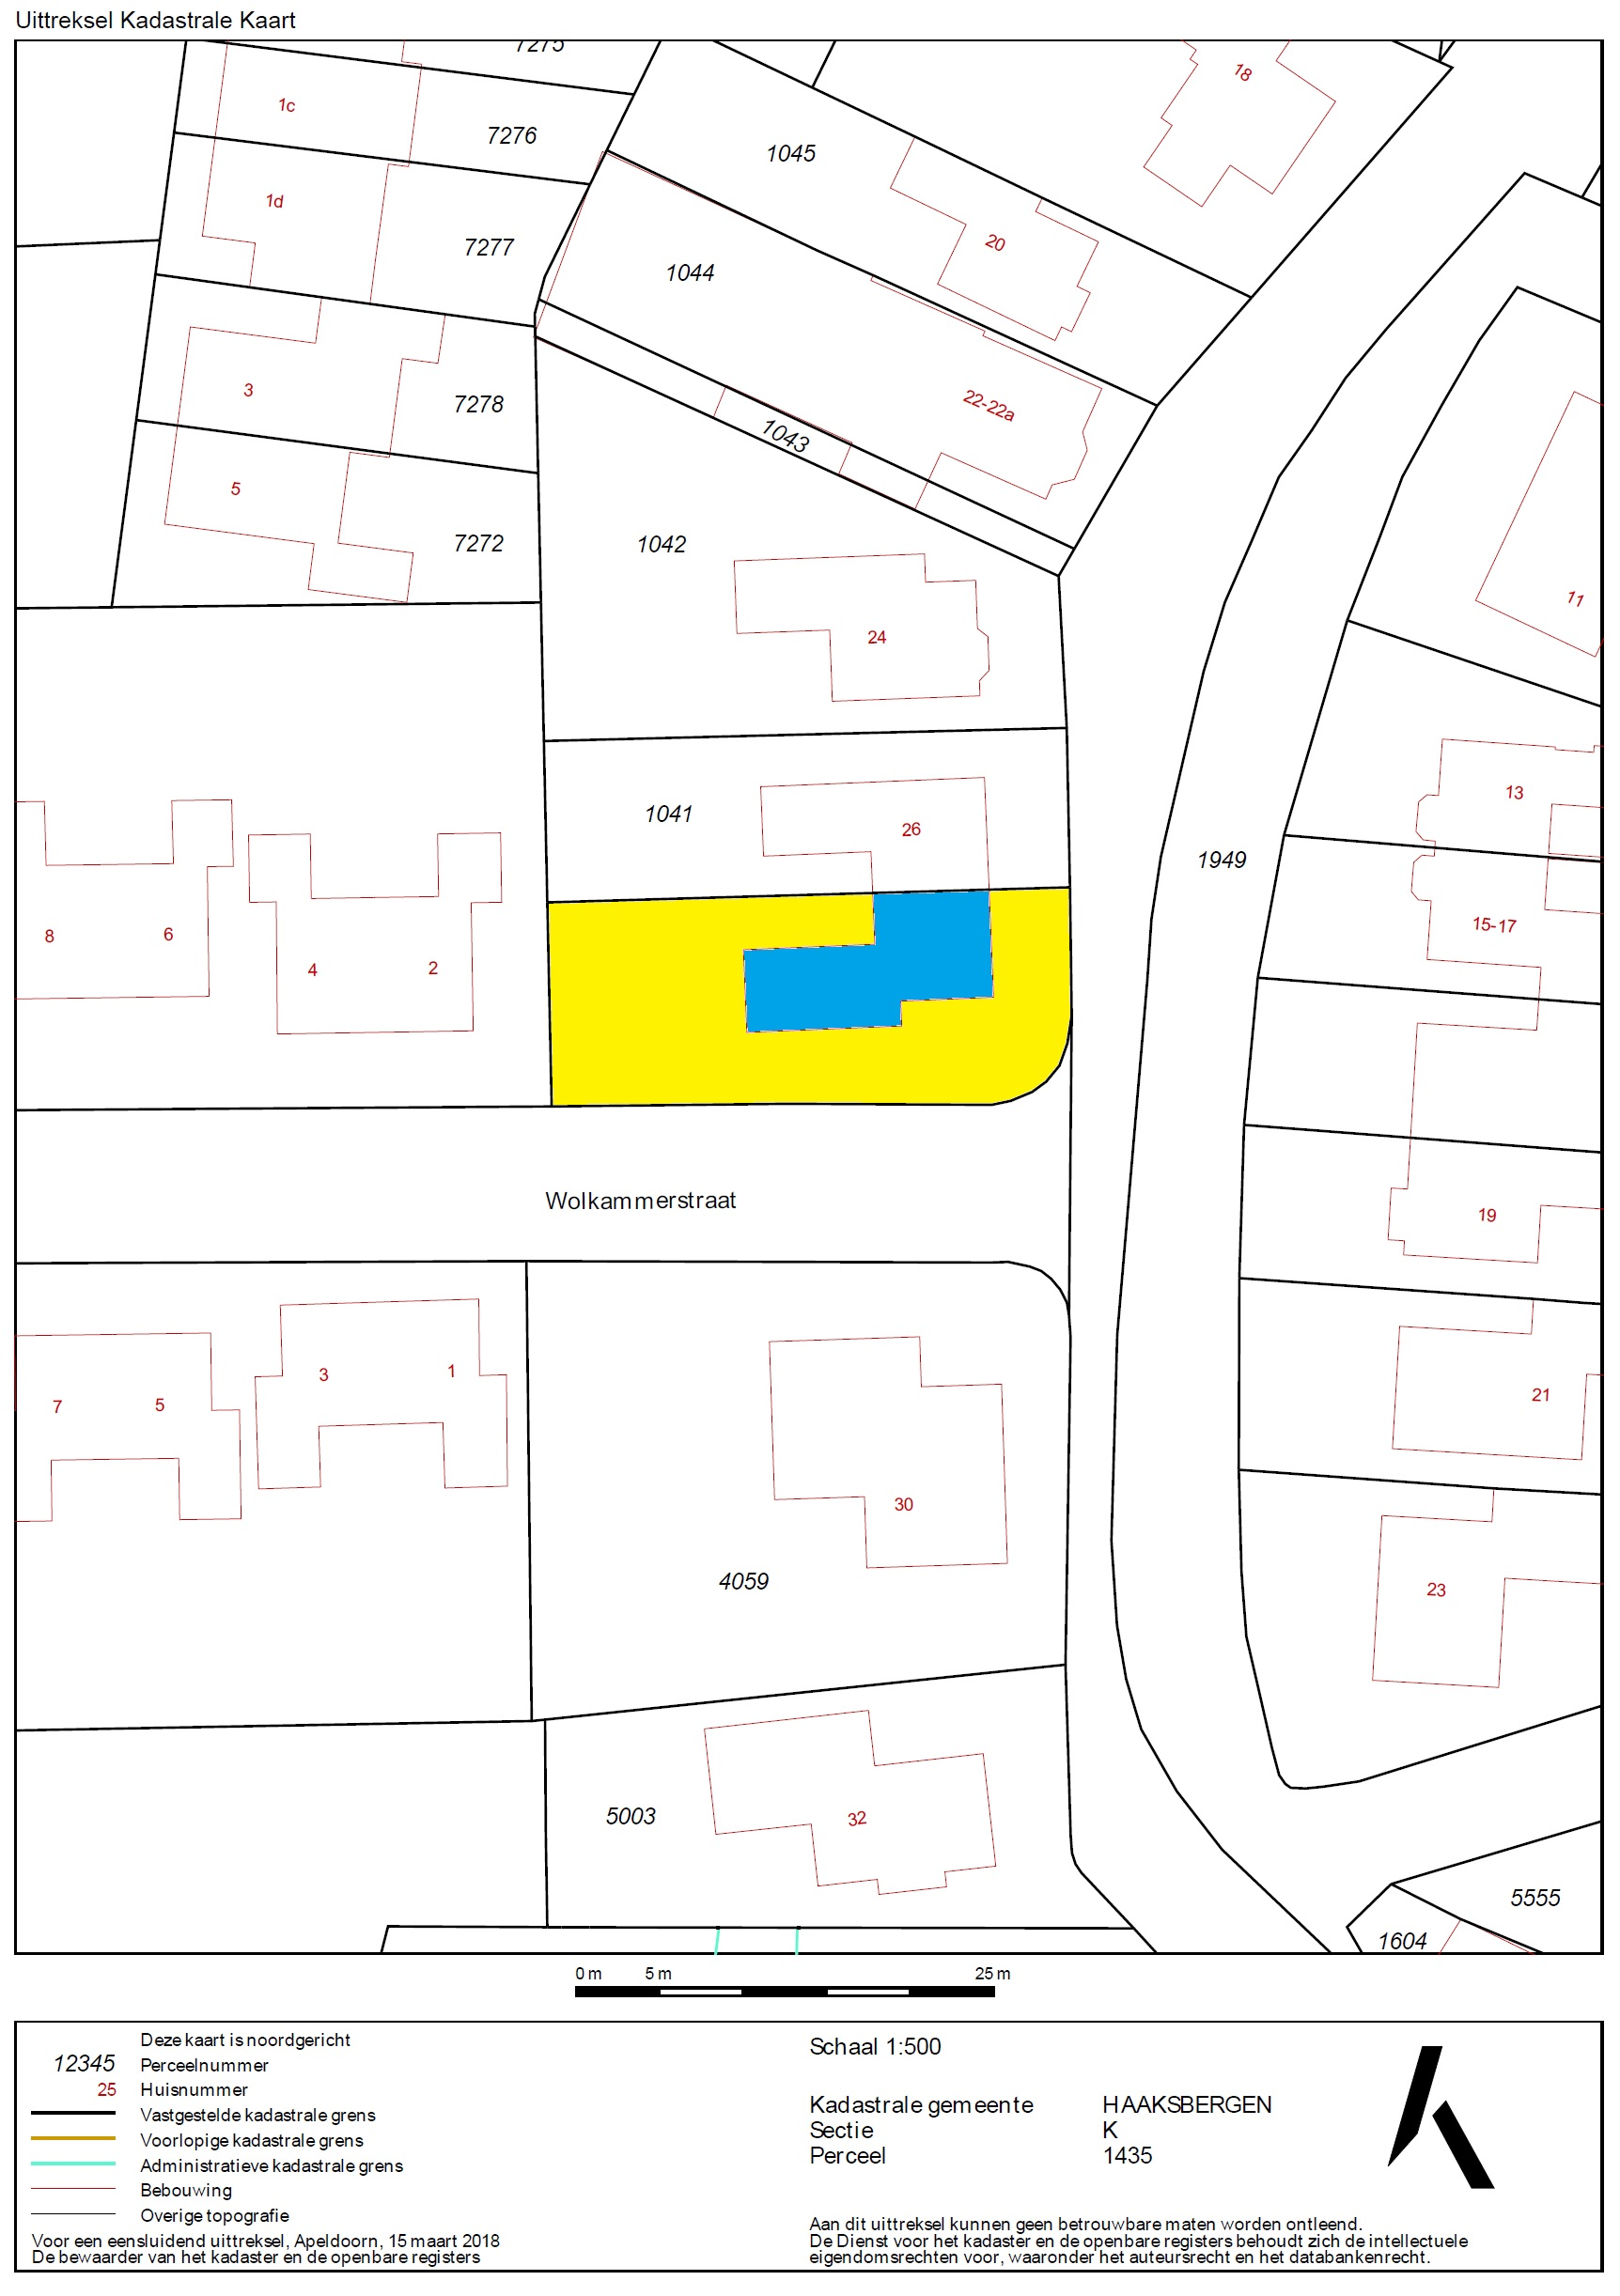 Uittreksel Kadastrale Kaart
7275
18
1c
7276
1045
1d
20
7277
1044
3
7278
22-22a
1043
5
7272
1042
11
24
13
1041
26
1949
15-17
8
6
4
2
Wolkammerstraat
19
3
1
7
5
21
30
4059
23
5003
32
5555
1604
0 m 5 m 25 m
Deze kaart is noordgericht
12345 Perceelnummer
25 Huisnummer
Vastgestelde kadastrale grens
Voorlopige kadastrale grens
Administratieve kadastrale grens
Bebouwing
Overige topografie
Voor een eensluidend uittreksel, Apeldoorn, 15 maart 2018
De bewaarder van het kadaster en de openbare registers
Schaal 1:500
Kadastrale gemeente HAAKSBERGEN
Sectie K
Perceel 1435
Aan dit uittreksel kunnen geen betrouwbare maten worden ontleend.
De Dienst voor het kadaster en de openbare registers behoudt zich de intellectuele
eigendomsrechten voor, waaronder het auteursrecht en het databankenrecht.